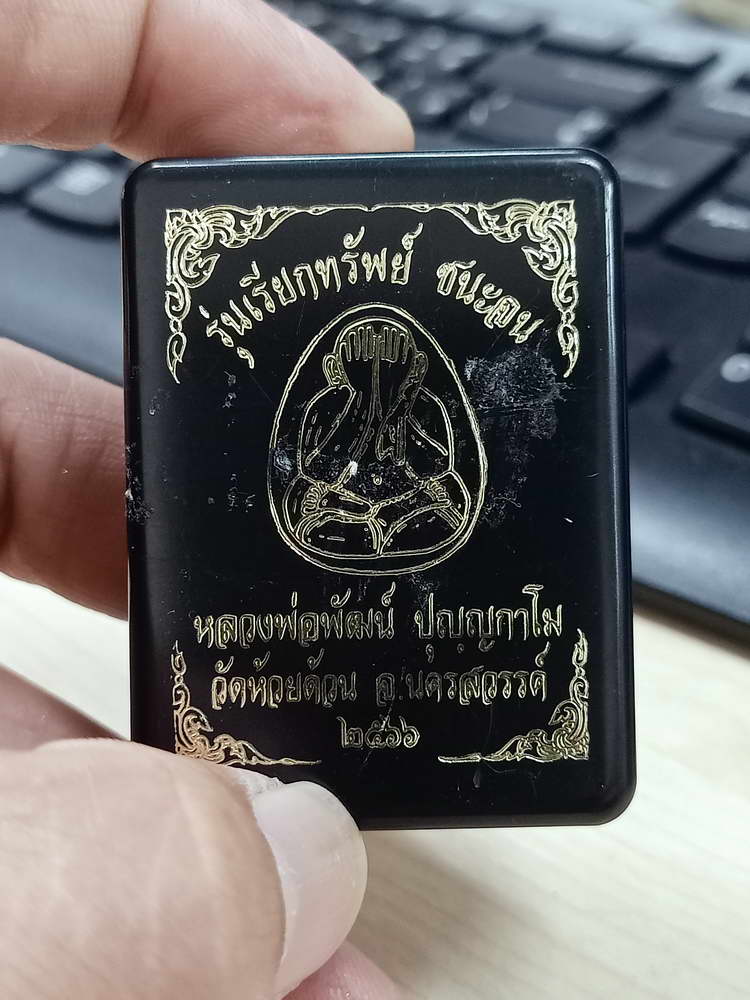 รุ่นเรียกทรัพย์ ชนะจน
หลวงพ่อพัฒน์ ปุญฺญกาโม
วัดห้วยด้วน จ.นครสวรรค์
๒๕๖๖